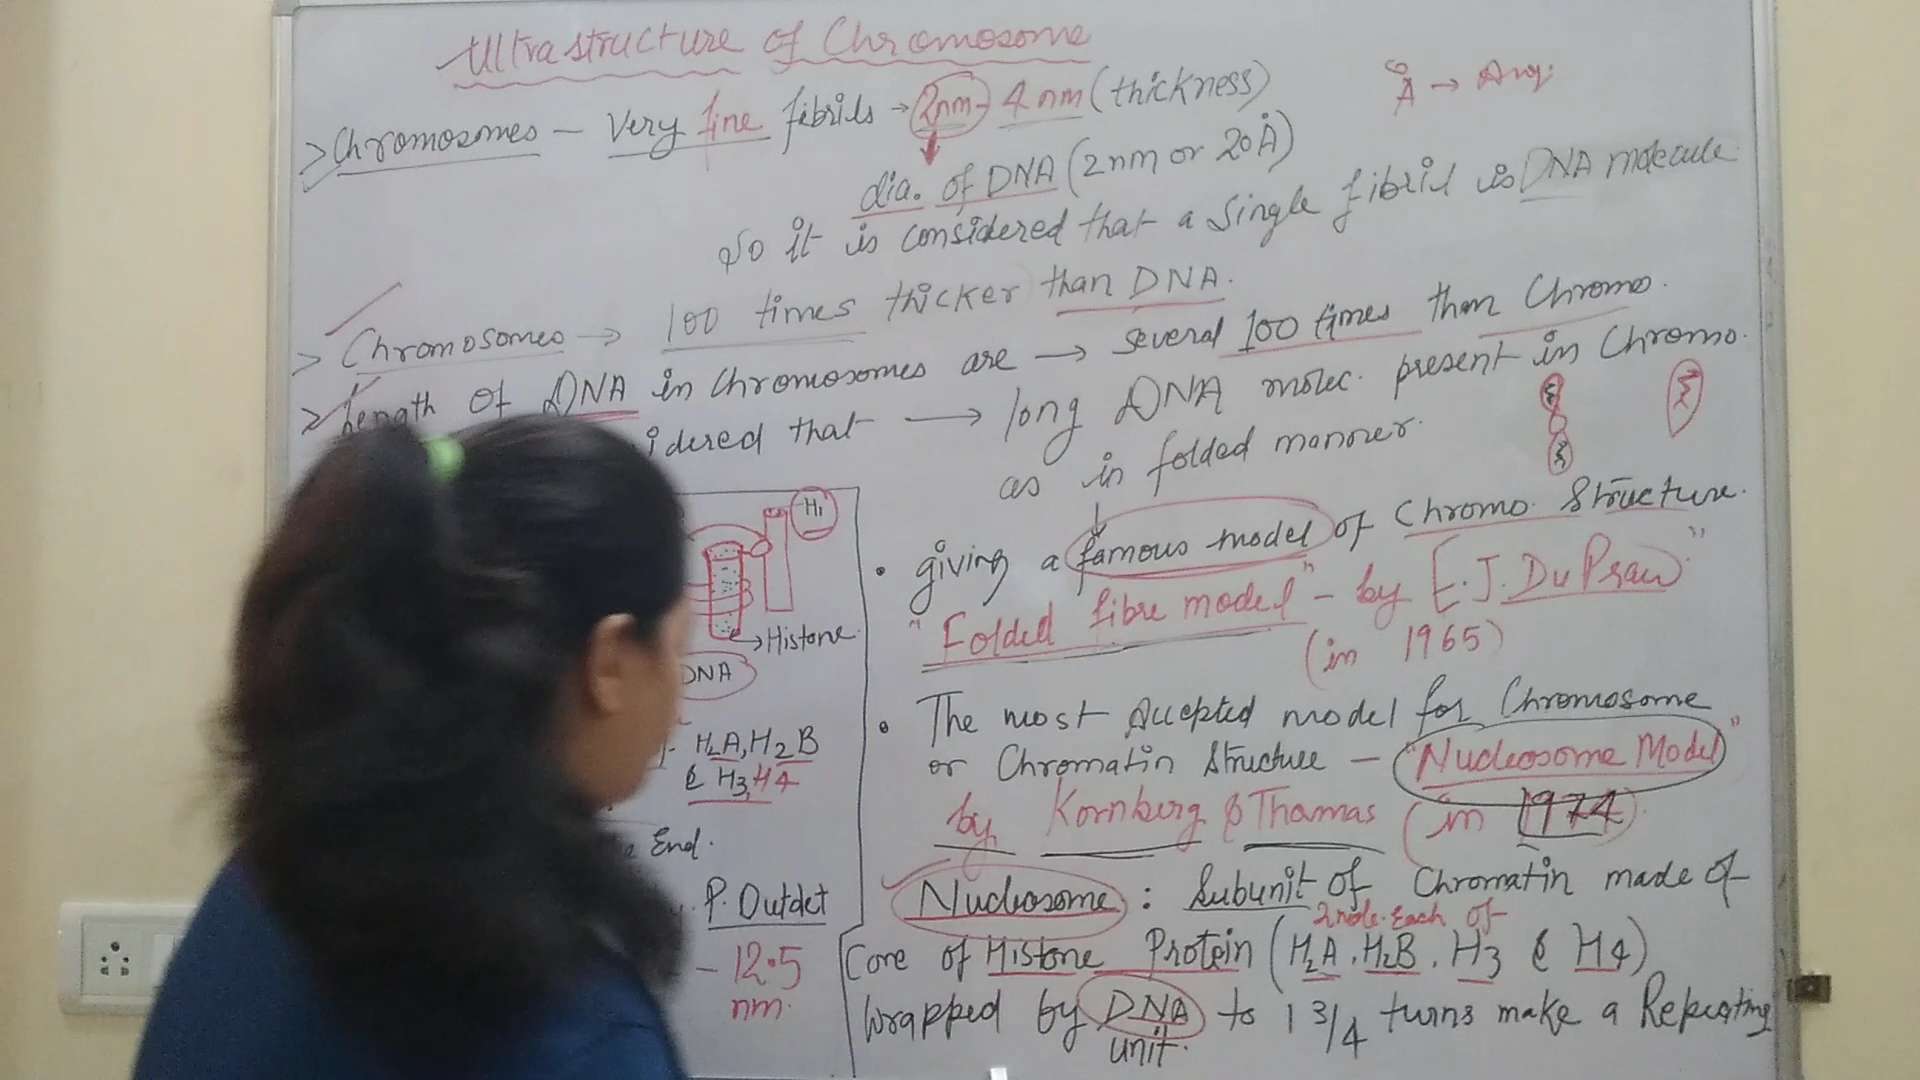 Ultrastructure of Chromosome
> Chromosomes – Very fine fibrils → 2nm – 4nm (thickness)
Å →
dia. of DNA (2nm or 20Å)
So it is considered that a single fibril is DNA molecule
> Chromosomes → 100 times thicker than DNA.
> length of DNA in chromosomes are → several 100 times than Chromo.
idered that → long DNA molec. present in Chromo.
as in folded manner.
• giving a famous model of Chromo. Structure.
"Folded fibre model" – by E.J. DuPraw"
(in 1965)
• The most Accepted model for Chromosome
or Chromatin Structure – "Nucleosome Model"
by Kornberg & Thamas (in 1974)
Nucleosome : Subunit of Chromatin made of
2 mole. Each of
Core of Histone Protein (H2A, H2B, H3 & H4)
Wrapped by DNA to 1 3/4 turns make a Repeating
unit.
H1
→ Histone
DNA
H2A, H2B
& H3, H4
End.
P. Outdet
– 12.5
nm.